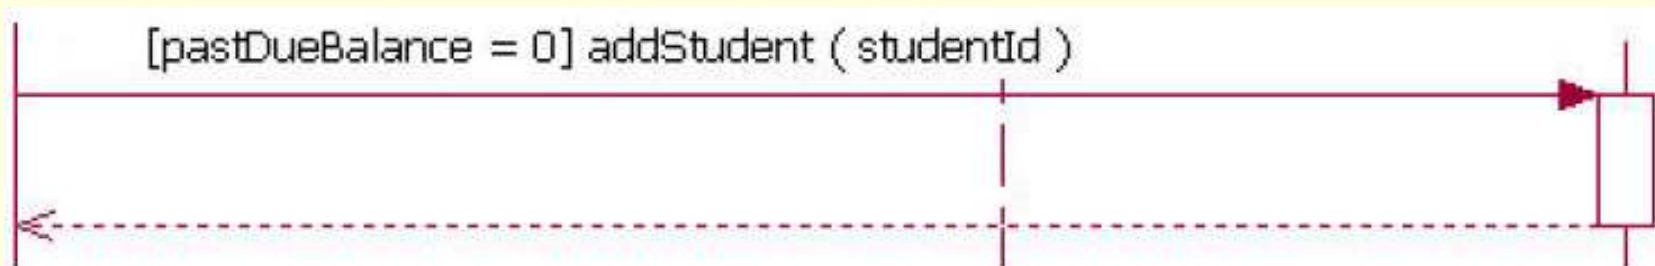 [pastDueBalance = 0] addStudent ( studentId )